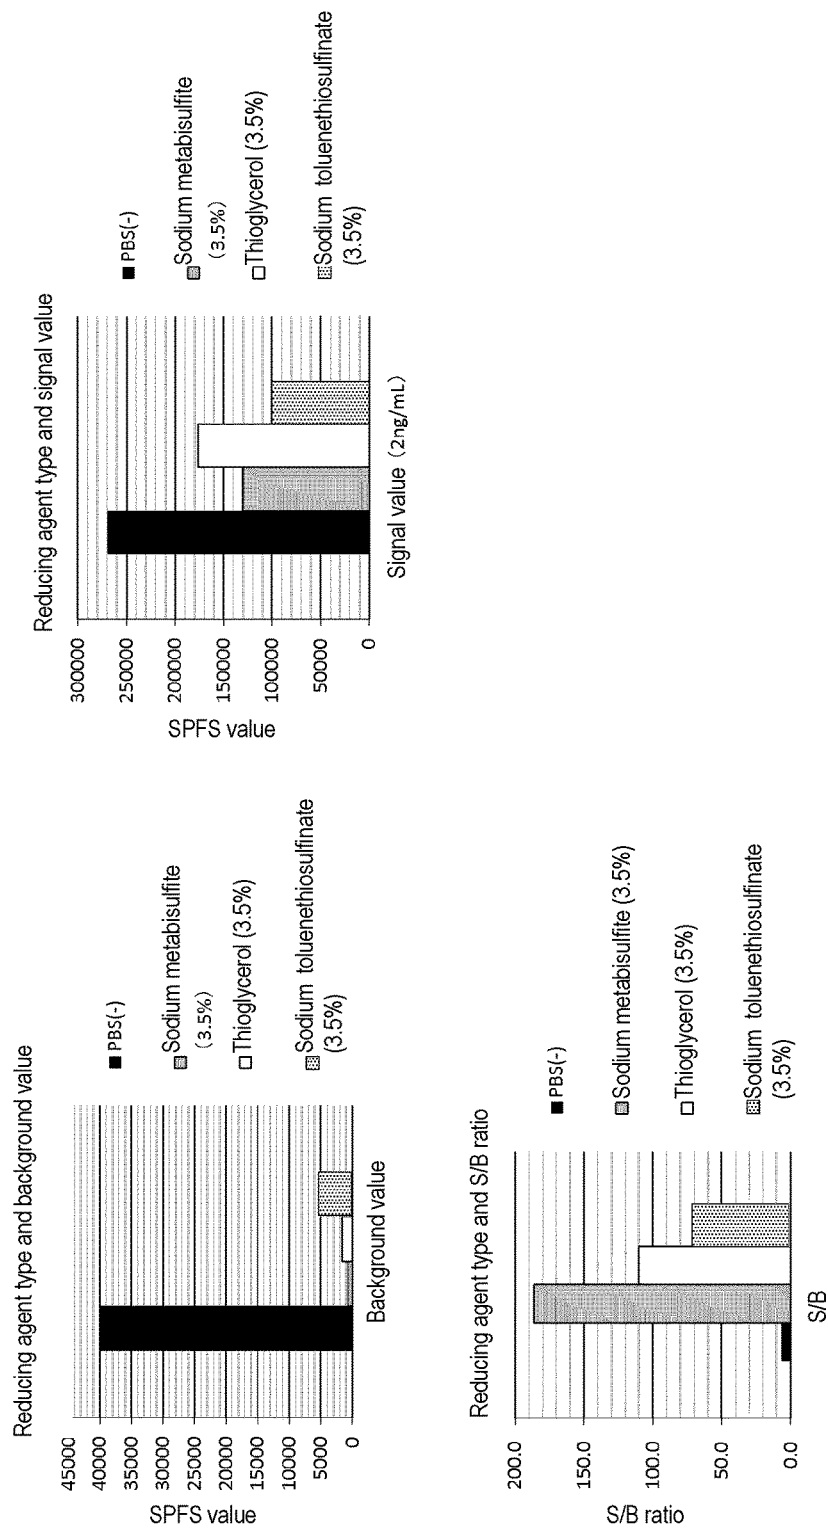 Reducing agent type and background value
45000
40000
35000
30000
25000
20000
15000
10000
5000
0
SPFS value
Background value
PBS(-)
Sodium metabisulfite
(3.5%)
Thioglycerol (3.5%)
Sodium toluenethiosulfinate
(3.5%)
Reducing agent type and signal value
300000
250000
200000
150000
100000
50000
0
SPFS value
Signal value (2ng/mL)
PBS(-)
Sodium metabisulfite
(3.5%)
Thioglycerol (3.5%)
Sodium toluenethiosulfinate
(3.5%)
Reducing agent type and S/B ratio
200.0
150.0
100.0
50.0
0.0
S/B ratio
S/B
PBS(-)
Sodium metabisulfite (3.5%)
Thioglycerol (3.5%)
Sodium toluenethiosulfinate
(3.5%)